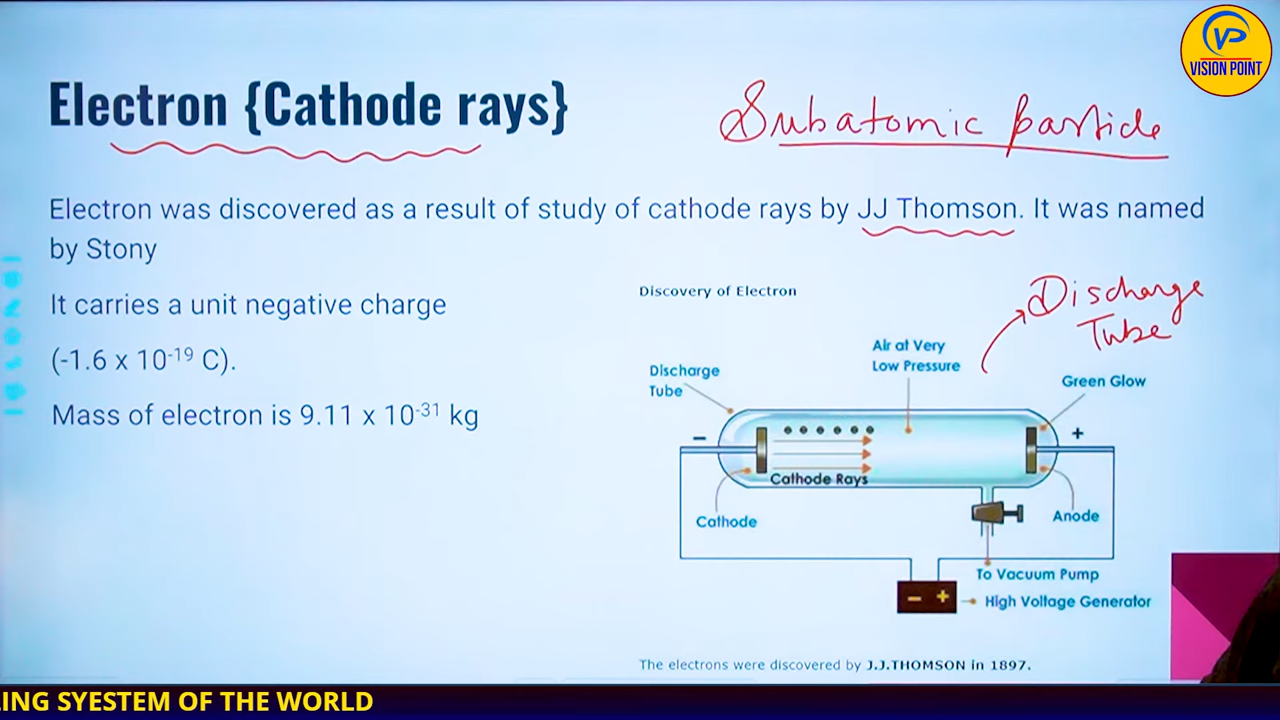 VP
VISION POINT
Electron {Cathode rays}
Subatomic particle
Electron was discovered as a result of study of cathode rays by JJ Thomson. It was named
by Stony
It carries a unit negative charge
(-1.6 x 10⁻¹⁹ C).
Mass of electron is 9.11 x 10⁻³¹ kg
Discovery of Electron
Discharge
Tube
Air at Very
Low Pressure
Discharge
Tube
Green Glow
−
+
Cathode Rays
Cathode
Anode
To Vacuum Pump
− +
High Voltage Generator
The electrons were discovered by J.J.THOMSON in 1897.
LING SYESTEM OF THE WORLD